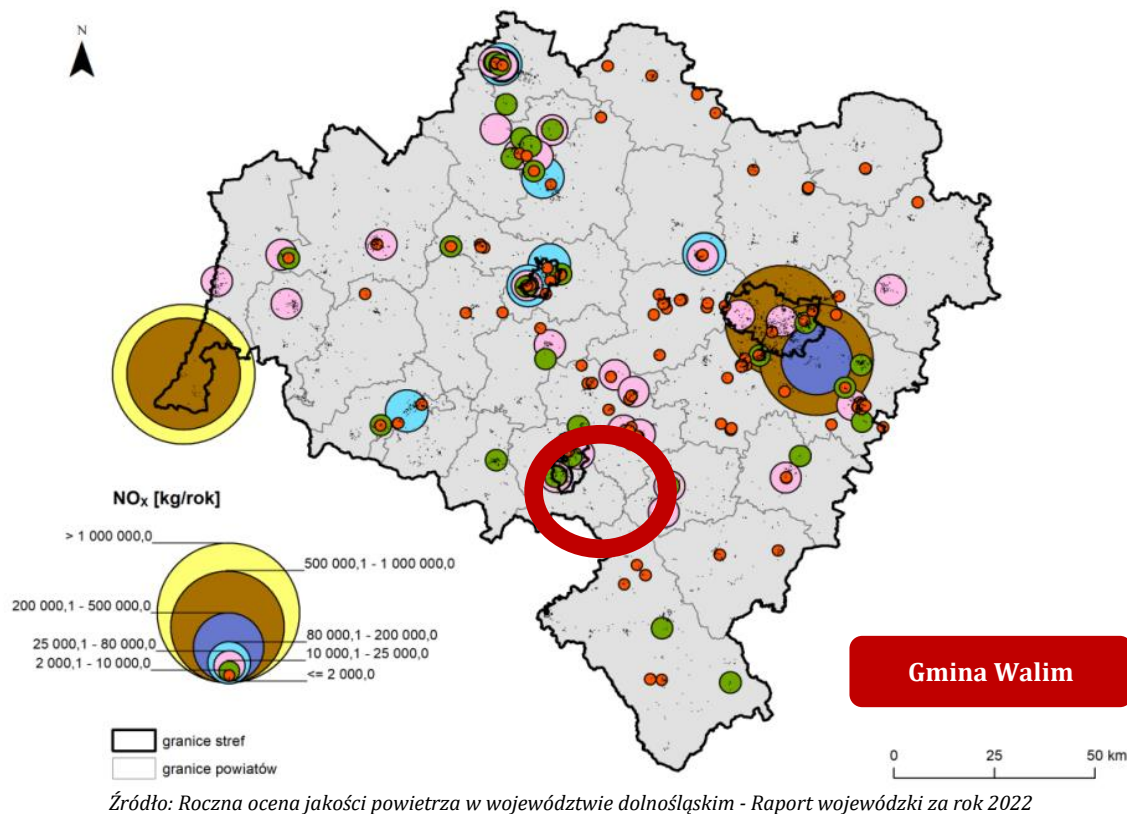 N
NOx [kg/rok]
> 1 000 000,0
500 000,1 - 1 000 000,0
200 000,1 - 500 000,0
80 000,1 - 200 000,0
25 000,1 - 80 000,0
10 000,1 - 25 000,0
2 000,1 - 10 000,0
<= 2 000,0
granice stref
granice powiatów
Gmina Walim
0 25 50 km
Źródło: Roczna ocena jakości powietrza w województwie dolnośląskim - Raport wojewódzki za rok 2022